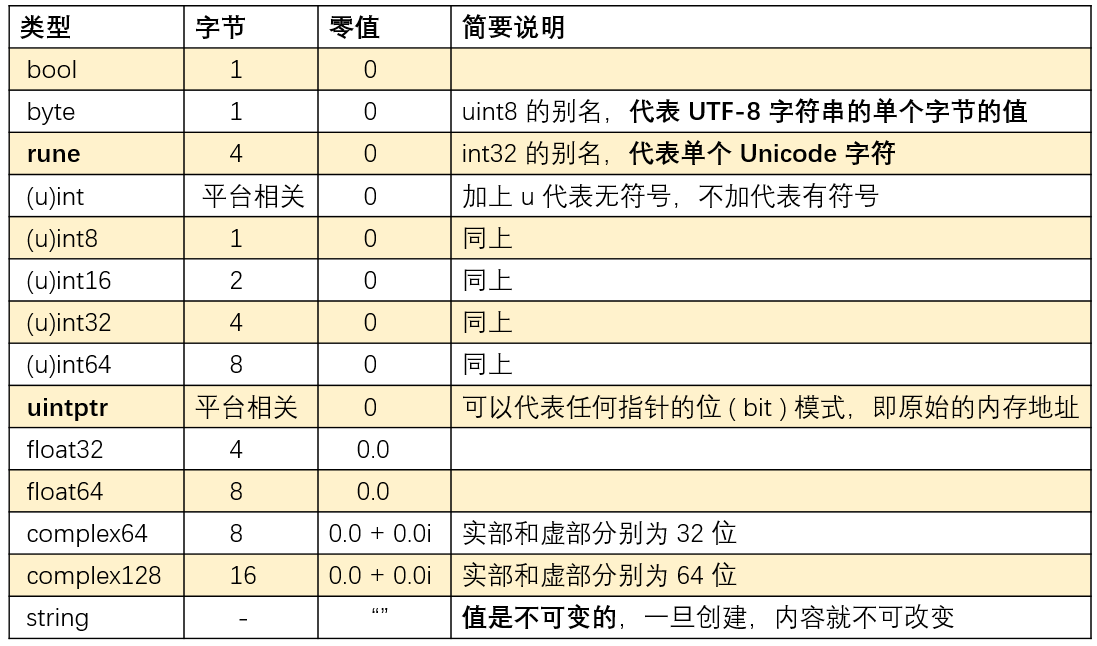 类型 字节 零值 简要说明
bool 1 0
byte 1 0 uint8 的别名，代表 UTF-8 字符串的单个字节的值
rune 4 0 int32 的别名，代表单个 Unicode 字符
(u)int 平台相关 0 加上 u 代表无符号，不加代表有符号
(u)int8 1 0 同上
(u)int16 2 0 同上
(u)int32 4 0 同上
(u)int64 8 0 同上
uintptr 平台相关 0 可以代表任何指针的位 ( bit ) 模式，即原始的内存地址
float32 4 0.0
float64 8 0.0
complex64 8 0.0 + 0.0i 实部和虚部分别为 32 位
complex128 16 0.0 + 0.0i 实部和虚部分别为 64 位
string - “” 值是不可变的，一旦创建，内容就不可改变